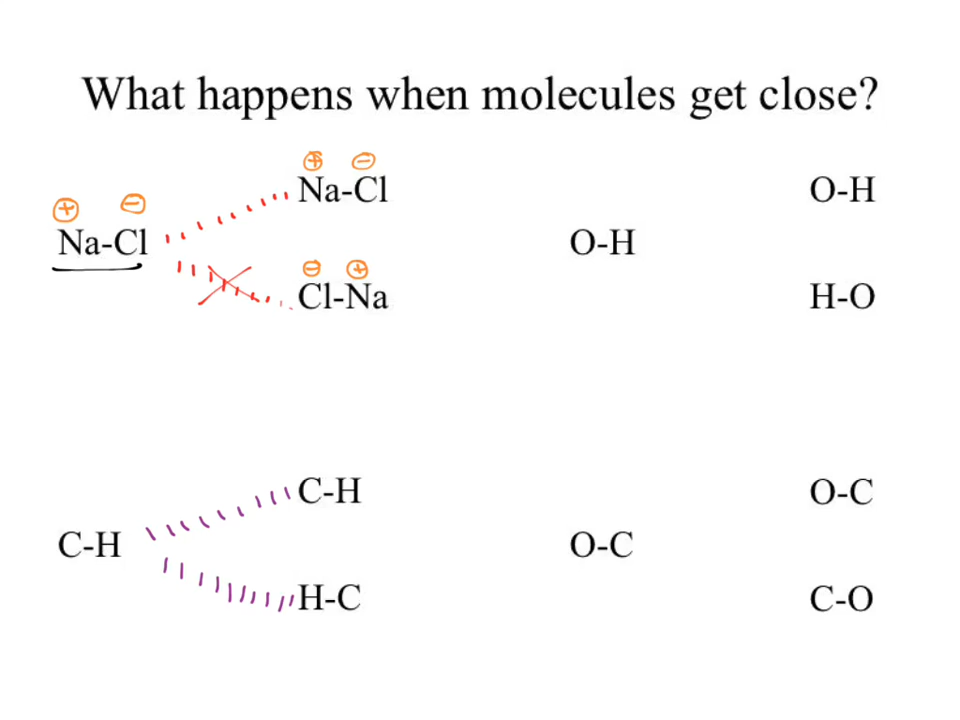 What happens when molecules get close?
⊕ ⊖
Na-Cl
O-H
⊕ ⊖
Na-Cl
O-H
⊖ ⊕
Cl-Na
H-O
C-H
O-C
C-H
O-C
H-C
C-O